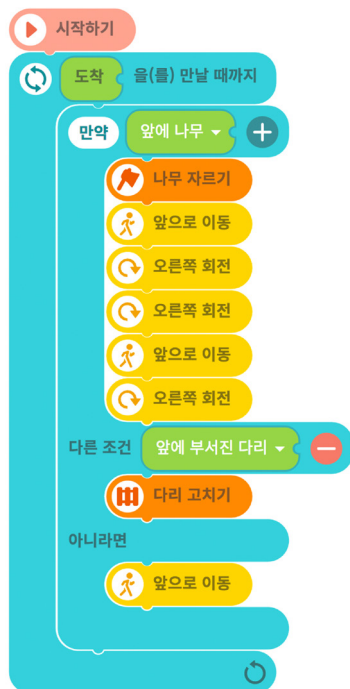 시작하기
도착 을(를) 만날 때까지
만약 앞에 나무
나무 자르기
앞으로 이동
오른쪽 회전
오른쪽 회전
앞으로 이동
오른쪽 회전
다른 조건 앞에 부서진 다리
다리 고치기
아니라면
앞으로 이동